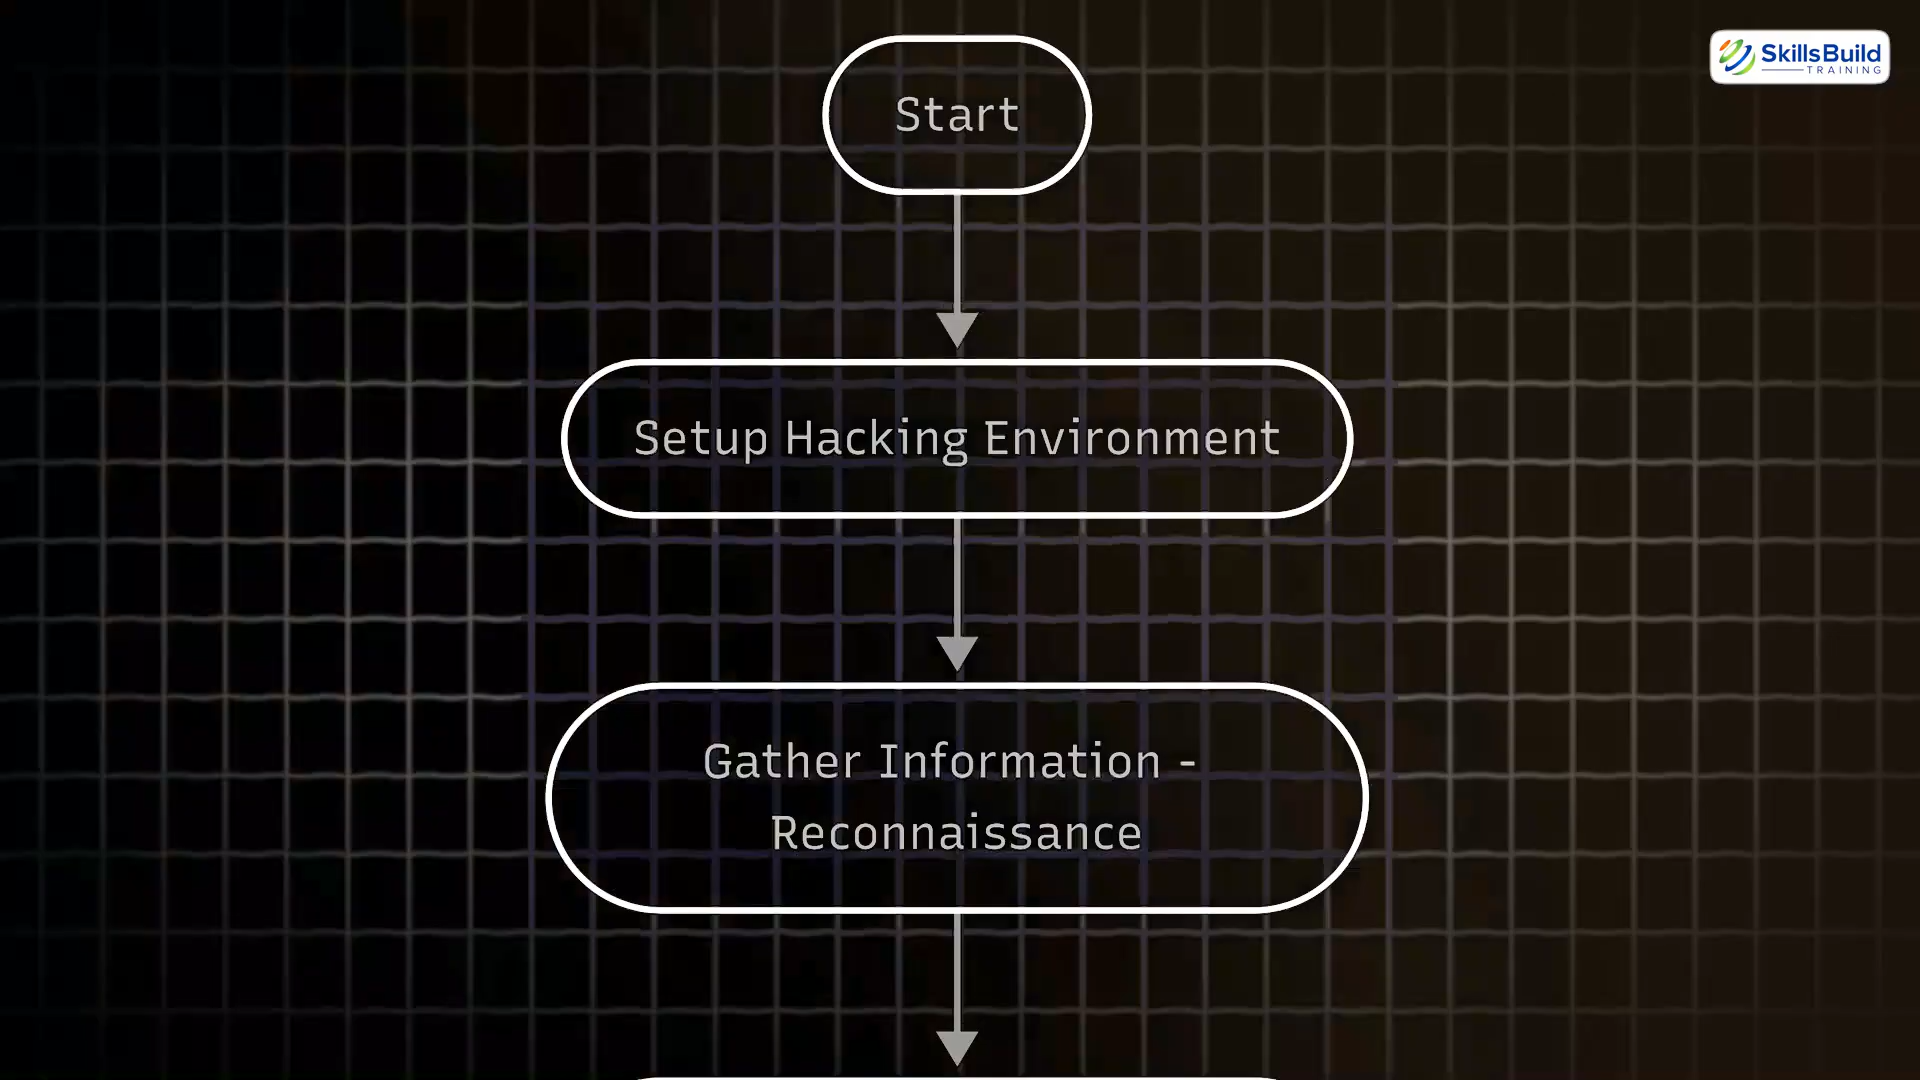 SkillsBuild
TRAINING
Start
Setup Hacking Environment
Gather Information -
Reconnaissance